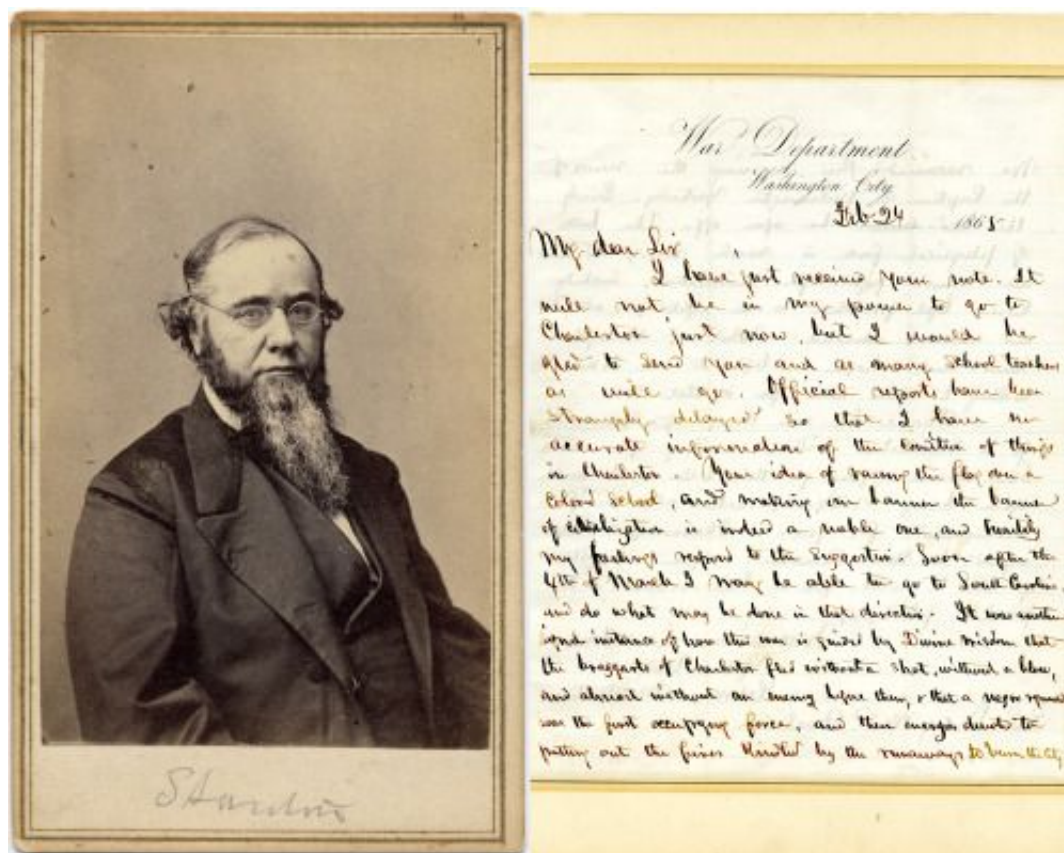 Stanton
War Department
Washington City
Feb 24 1865
My dear Sir
I have just received your note. It
will not be in my power to go to
Charleston just now, but I would be
glad to send you and as many school teachers
as will go. Official reports have been
strangely delayed so that I have no
accurate information of the condition of things
in Charleston. Your idea of raising the flag over a
Colored School, and making our banner the banner
of civilization is indeed a noble one, and heartily
my feelings respond to the suggestion. Soon after the
4th of March I may be able to go to South Carolina
and do what may be done in that direction. It was another
signal instance of how this war is guided by Divine wisdom that
the braggarts of Charleston fled without a shot, without a blow,
and almost without an enemy before them, & that a negro
was the first occupying force, and their energies devoted to
putting out the fires kindled by the runaways to burn the city